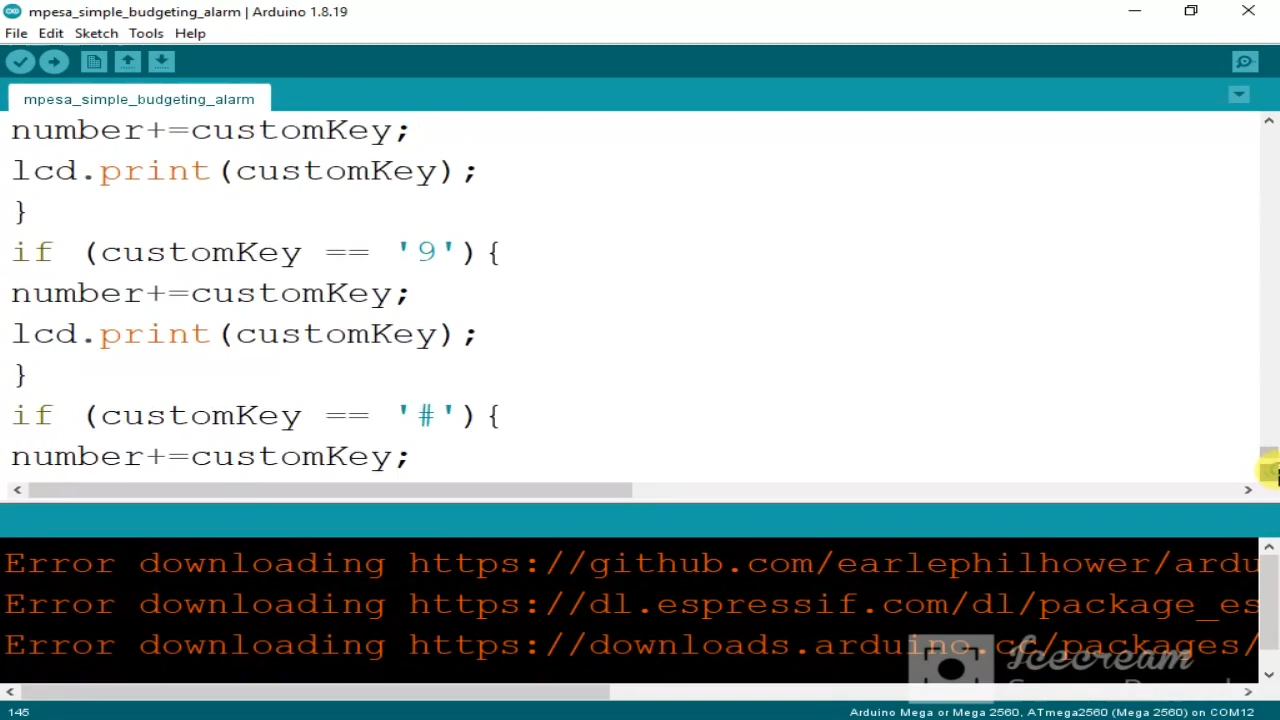 mpesa_simple_budgeting_alarm | Arduino 1.8.19
File Edit Sketch Tools Help
mpesa_simple_budgeting_alarm
number+=customKey;
lcd.print(customKey);
}
if (customKey == '9'){
number+=customKey;
lcd.print(customKey);
}
if (customKey == '#'){
number+=customKey;
Error downloading https://github.com/earlephilhower/ardu
Error downloading https://dl.espressif.com/dl/package_es
Error downloading https://downloads.arduino.cc/packages/
Icecream
145
Arduino Mega or Mega 2560, ATmega2560 (Mega 2560) on COM12